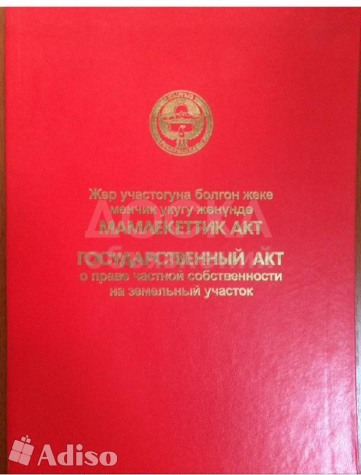 Жер участогуна болгон жеке
менчик укугу жөнүндө
МАМЛЕКЕТТИК АКТ
ГОСУДАРСТВЕННЫЙ АКТ
о праве частной собственности
на земельный участок
Adiso